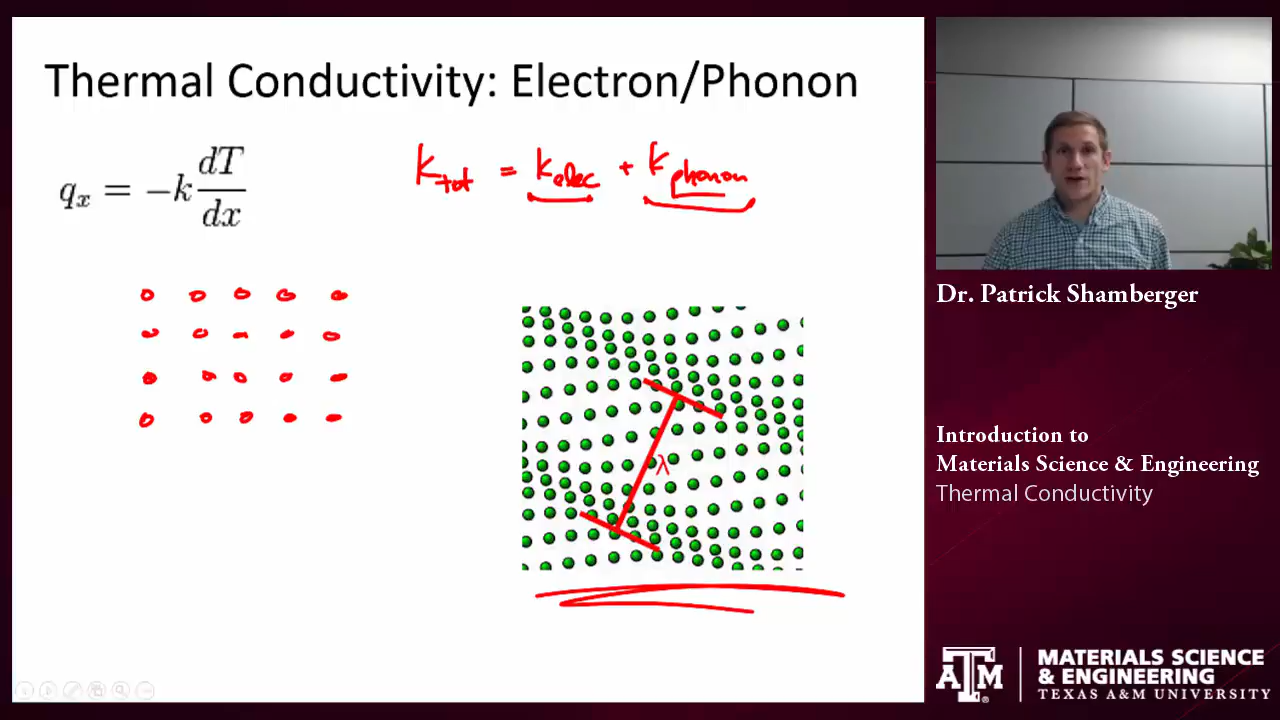 Thermal Conductivity: Electron/Phonon
q_x = -k dT/dx
k_tot = k_elec + k_phonon
λ
Dr. Patrick Shamberger
Introduction to
Materials Science & Engineering
Thermal Conductivity
ATM®
MATERIALS SCIENCE
& ENGINEERING
TEXAS A&M UNIVERSITY